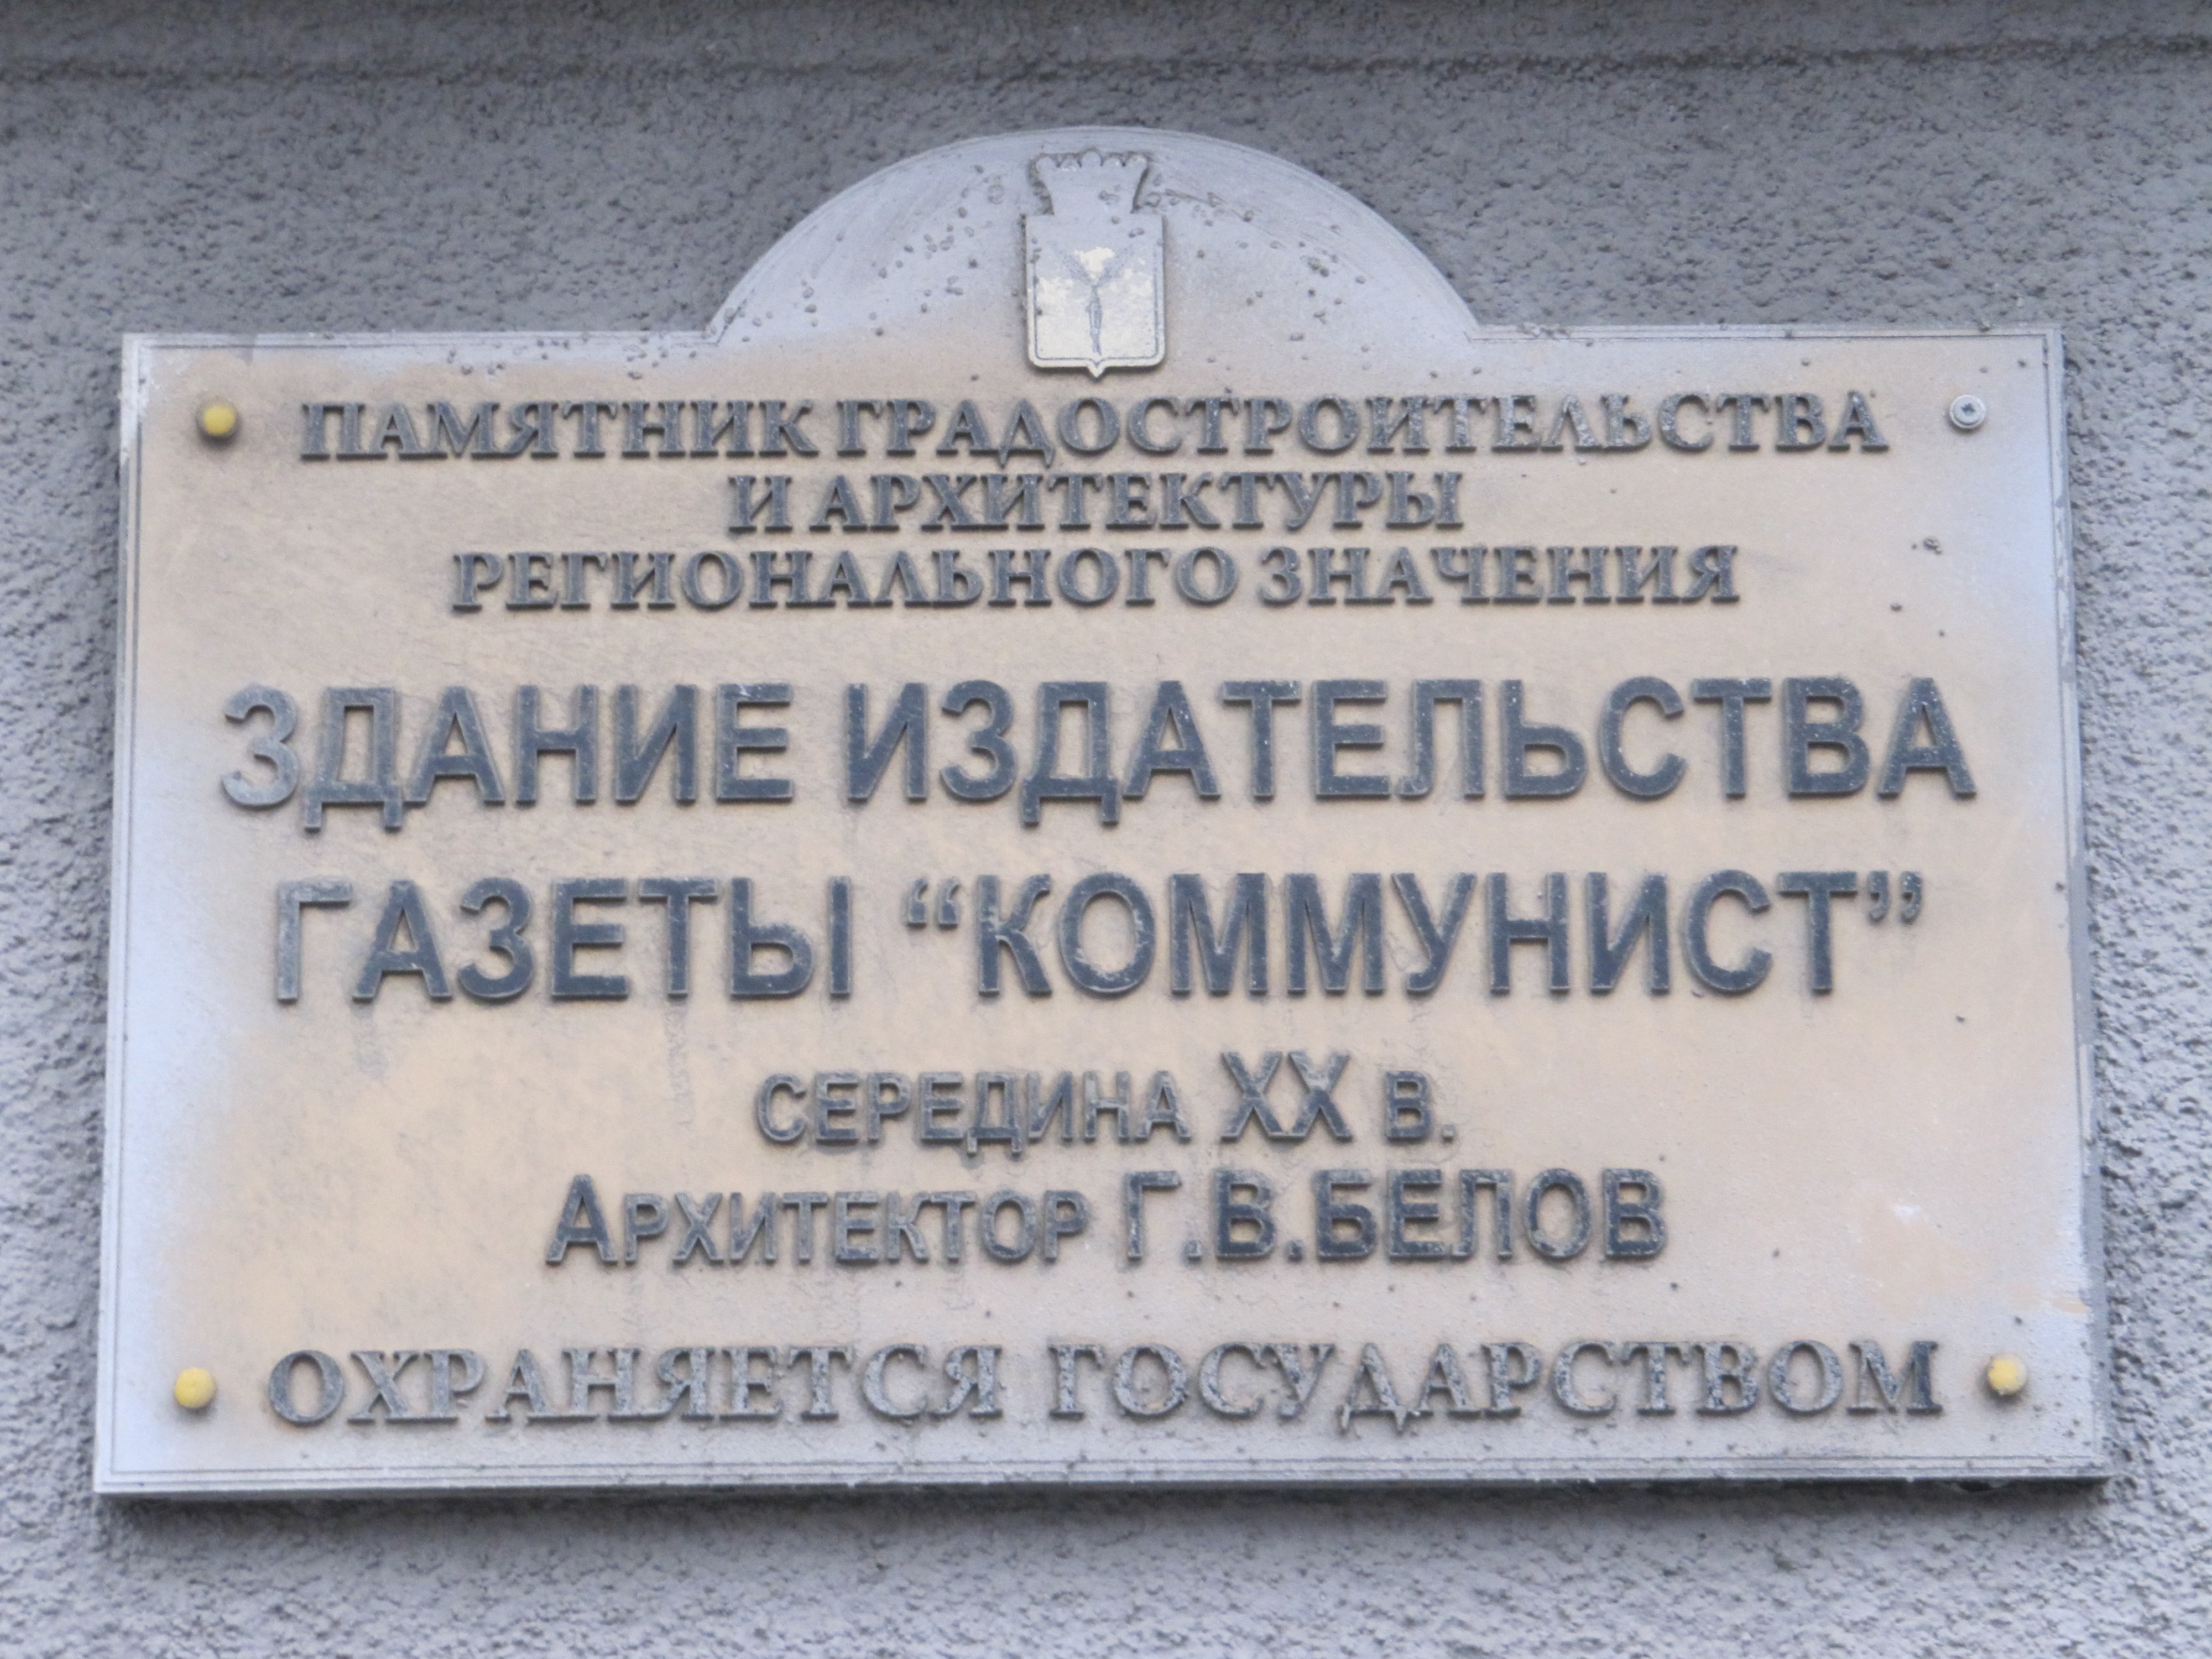 ПАМЯТНИК ГРАДОСТРОИТЕЛЬСТВА
И АРХИТЕКТУРЫ
РЕГИОНАЛЬНОГО ЗНАЧЕНИЯ
ЗДАНИЕ ИЗДАТЕЛЬСТВА
ГАЗЕТЫ “КОММУНИСТ”
СЕРЕДИНА XX В.
АРХИТЕКТОР Г.В.БЕЛОВ
ОХРАНЯЕТСЯ ГОСУДАРСТВОМ